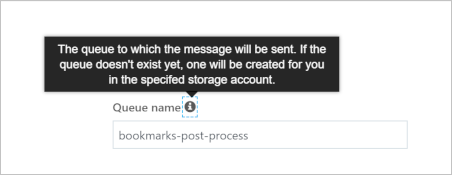 The queue to which the message will be sent. If the
queue doesn't exist yet, one will be created for you
in the specifed storage account.
Queue name
bookmarks-post-process